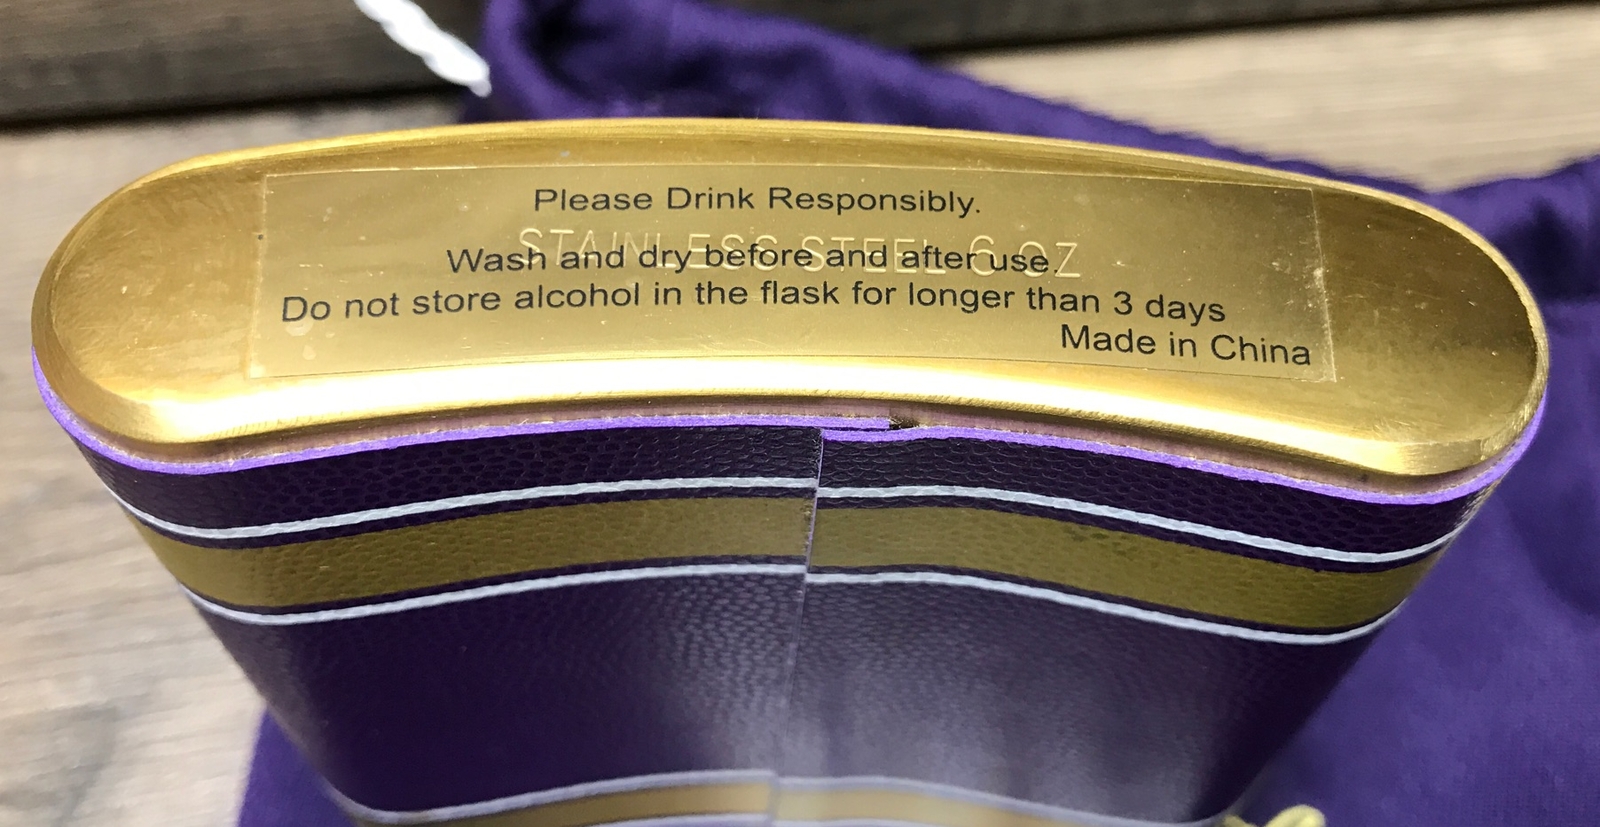 Please Drink Responsibly.
STAINLESS STEEL 6 OZ
Wash and dry before and after use.
Do not store alcohol in the flask for longer than 3 days
Made in China